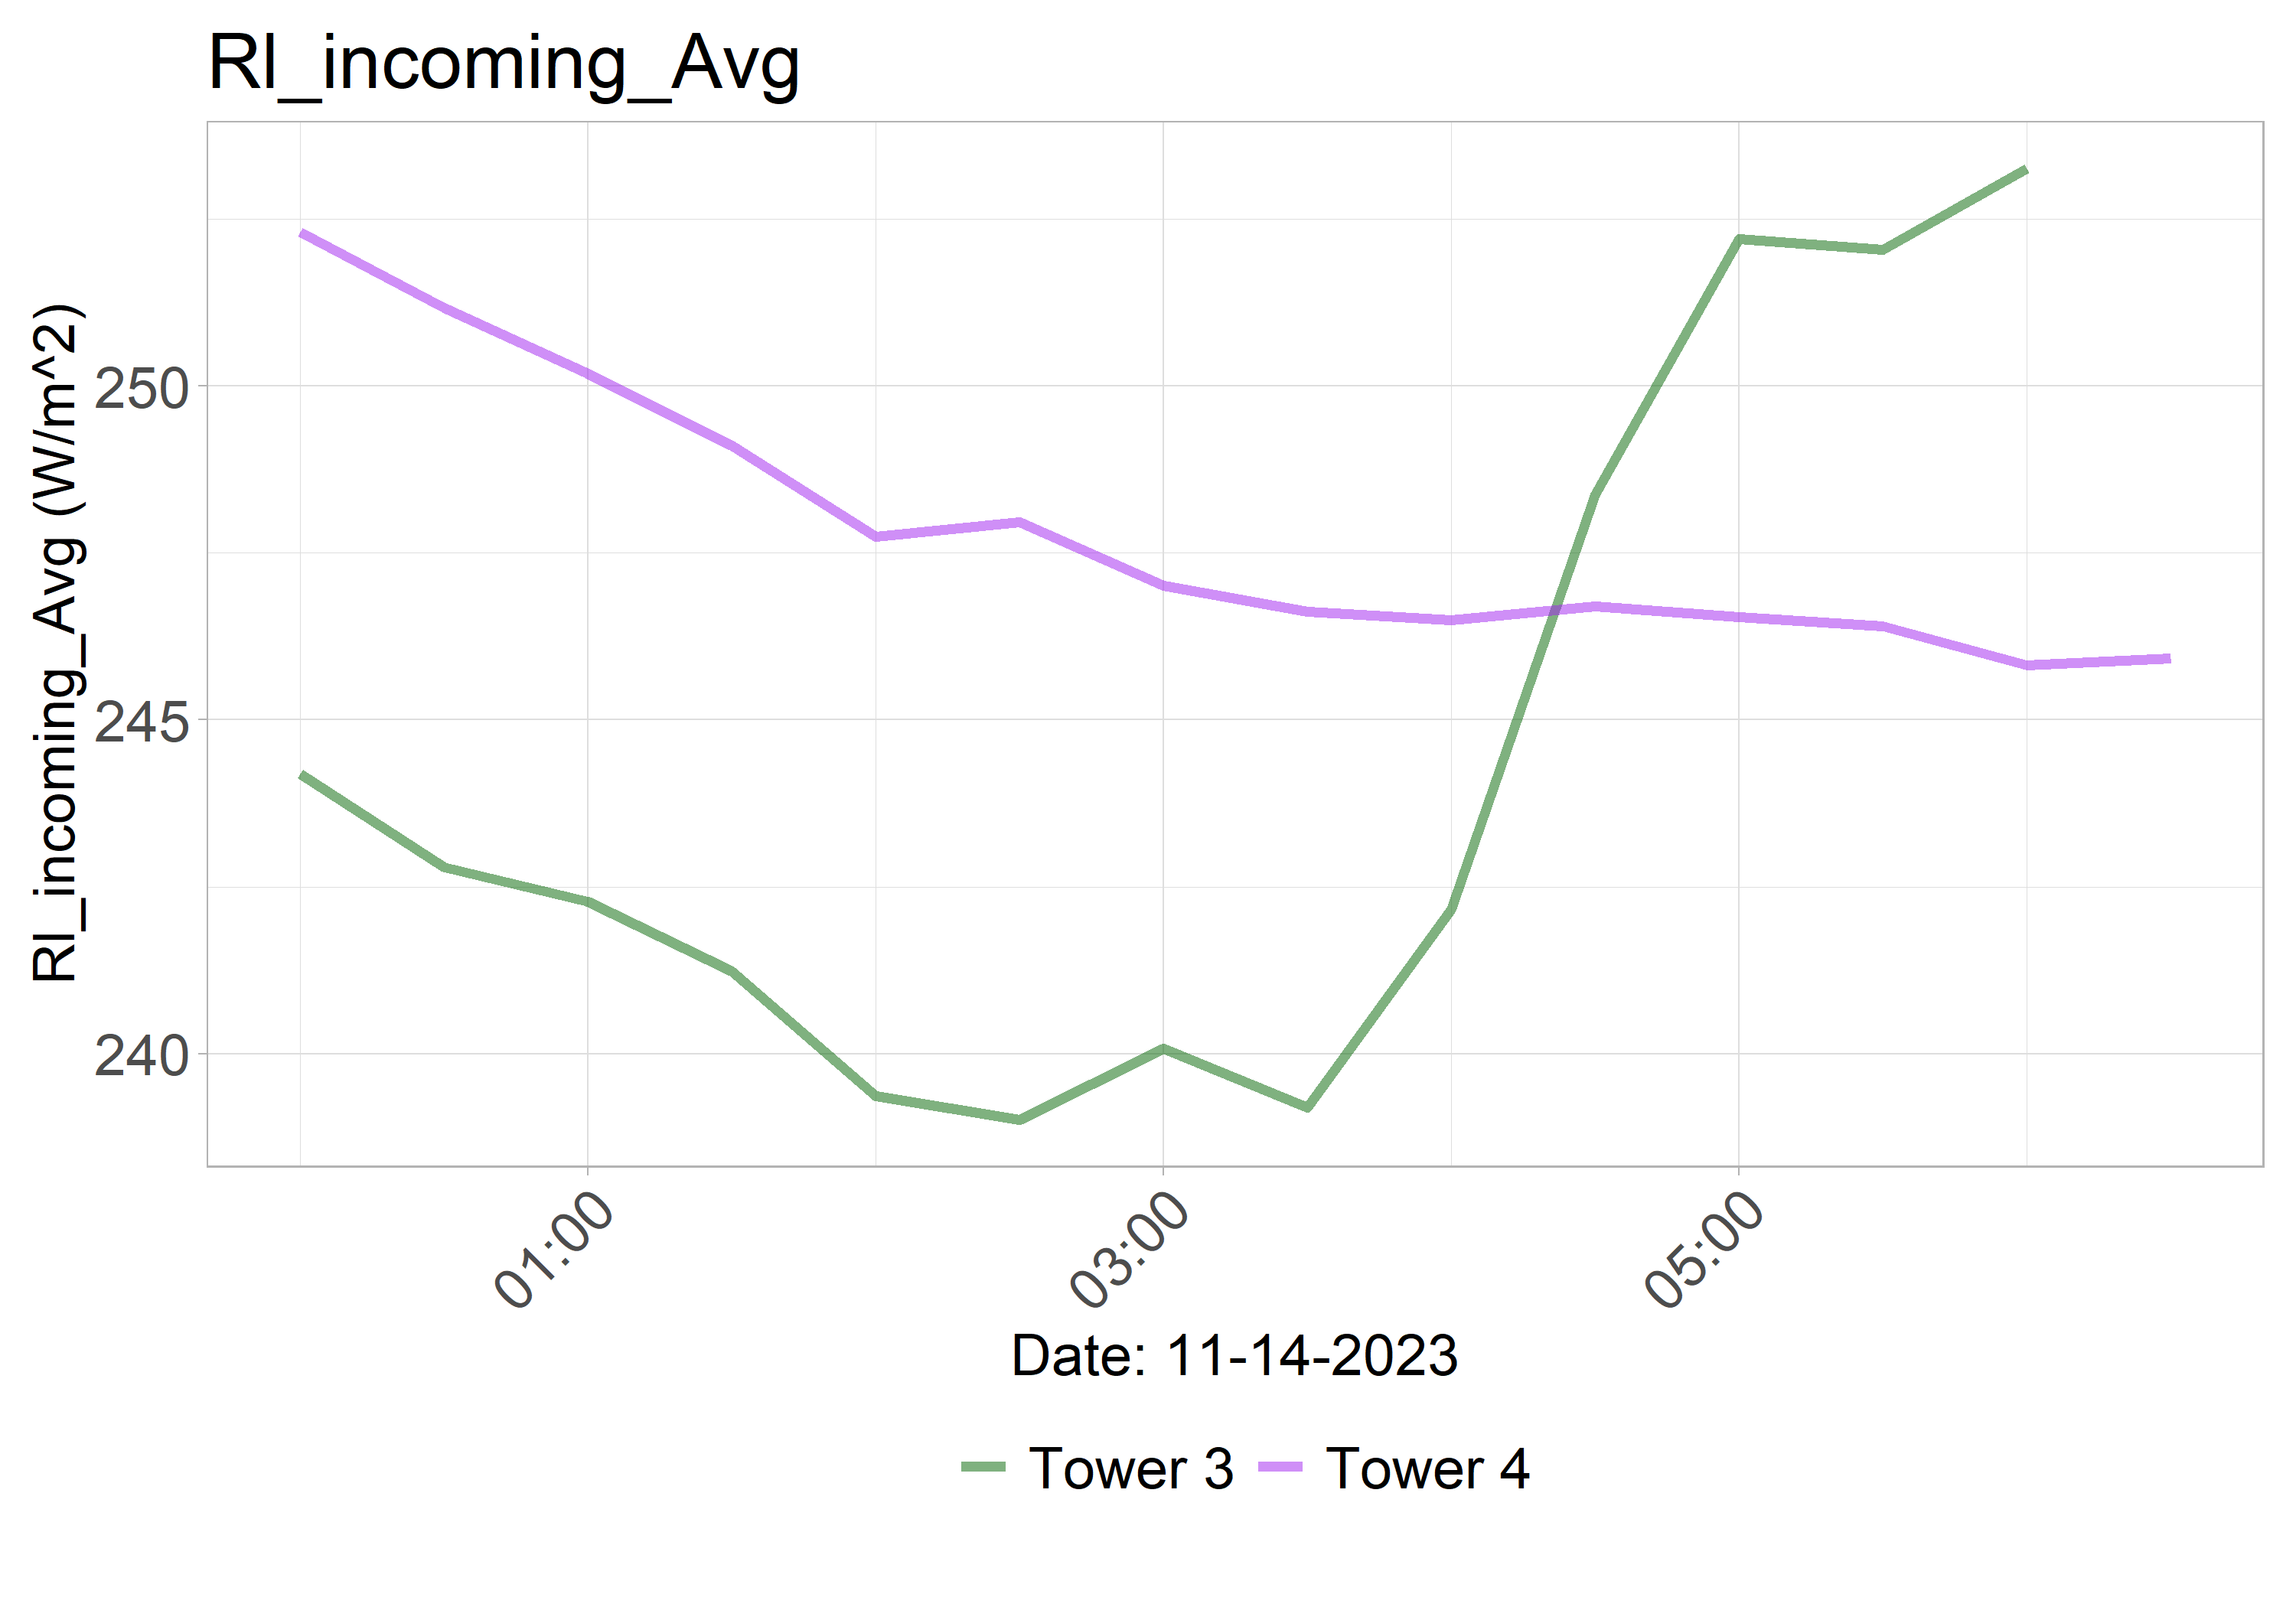 Rl_incoming_Avg
Rl_incoming_Avg (W/m^2)
250
245
240
01:00
03:00
05:00
Date: 11-14-2023
Tower 3
Tower 4